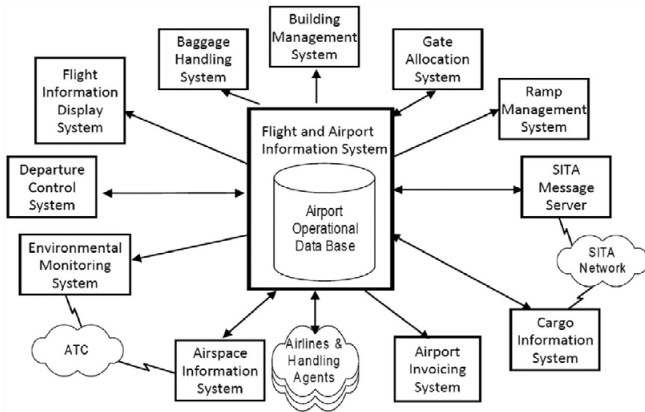 Building
Management
System
Baggage
Handling
System
Gate
Allocation
System
Flight
Information
Display
System
Ramp
Management
System
Flight and Airport
Information System
Departure
Control
System
SITA
Message
Server
Airport
Operational
Data Base
Environmental
Monitoring
System
SITA
Network
ATC
Airspace
Information
System
Airlines &
Handling
Agents
Airport
Invoicing
System
Cargo
Information
System